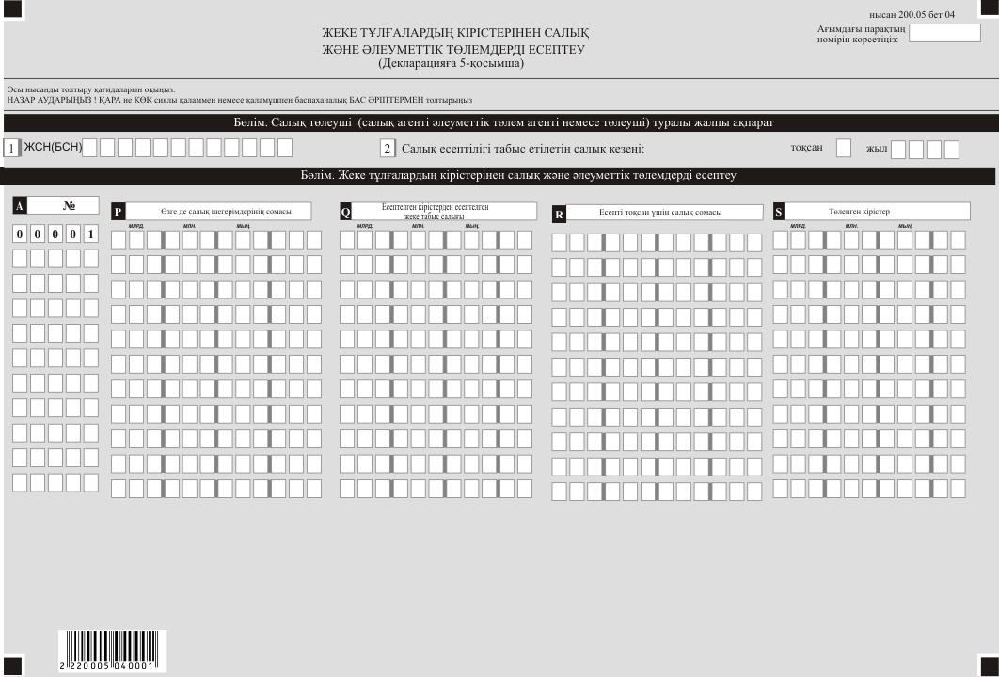 нысан 200.05 бет 04
ЖЕКЕ ТҰЛҒАЛАРДЫҢ КІРІСТЕРІНЕН САЛЫҚ
ЖӘНЕ ӘЛЕУМЕТТІК ТӨЛЕМДЕРДІ ЕСЕПТЕУ
(Декларацияға 5-қосымша)
Ағымдағы парақтың
нөмірін көрсетіңіз:
Осы нысанды толтыру қағидаларын оқыңыз.
НАЗАР АУДАРЫҢЫЗ ! ҚАРА не КӨК сиялы қаламмен немесе қаламұшпен баспаханалық БАС ӘРІПТЕРМЕН толтырыңыз
Бөлім. Салық төлеуші (салық агенті әлеуметтік төлем агенті немесе төлеуші) туралы жалпы ақпарат
1 ЖСН(БСН)
2 Салық есептілігі табыс етілетін салық кезеңі: тоқсан жыл
Бөлім. Жеке тұлғалардың кірістерінен салық және әлеуметтік төлемдерді есептеу
A №
P Өзге де салық шегерімдерінің сомасы
Q Есептелген кірістерден есептелген
жеке табыс салығы
R Есепті тоқсан үшін салық сомасы
S Төленген кірістер
МЛРД. МЛН. МЫҢ. МЛРД. МЛН. МЫҢ. МЛРД. МЛН. МЫҢ.
0 0 0 0 1
2 220005 040001